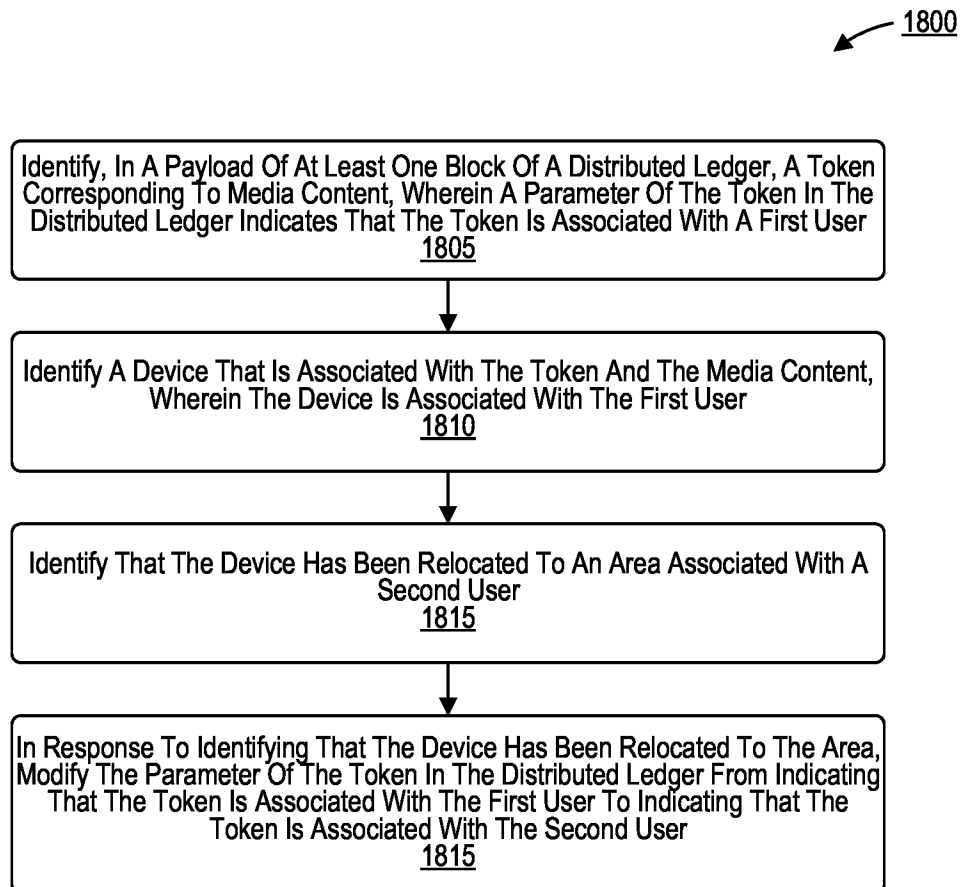 1800
Identify, In A Payload Of At Least One Block Of A Distributed Ledger, A Token
Corresponding To Media Content, Wherein A Parameter Of The Token In The
Distributed Ledger Indicates That The Token Is Associated With A First User
1805
Identify A Device That Is Associated With The Token And The Media Content,
Wherein The Device Is Associated With The First User
1810
Identify That The Device Has Been Relocated To An Area Associated With A
Second User
1815
In Response To Identifying That The Device Has Been Relocated To The Area,
Modify The Parameter Of The Token In The Distributed Ledger From Indicating
That The Token Is Associated With The First User To Indicating That The
Token Is Associated With The Second User
1815